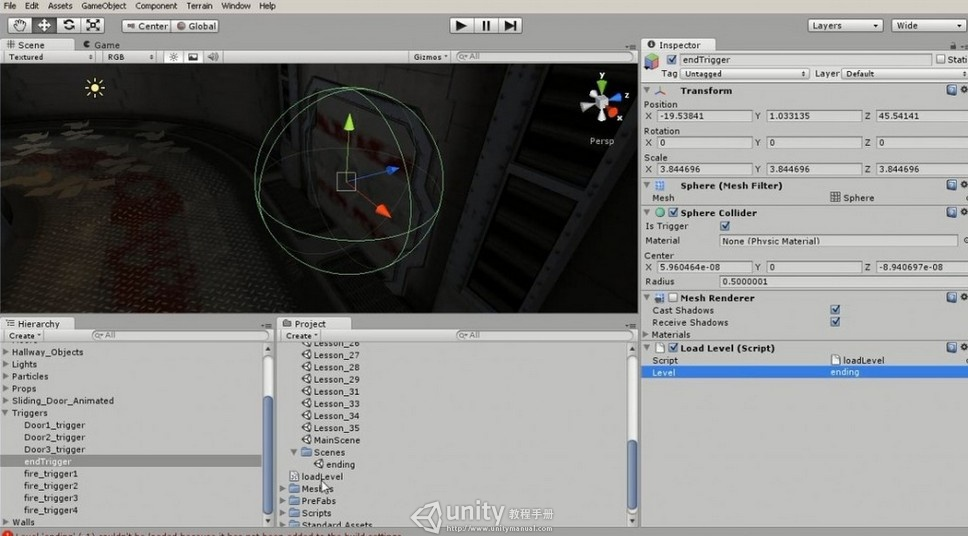 File Edit Assets GameObject Component Terrain Window Help
Center Global Layers Wide
Scene Game
Textured RGB Gizmos All
y
z
x
Persp
Inspector
endTrigger
Tag Untagged Layer Default
Transform
Position
X -19.53841 Y 1.033135 Z 45.54141
Rotation
X 0 Y 0 Z 0
Scale
X 3.844696 Y 3.844696 Z 3.844696
Sphere (Mesh Filter)
Mesh Sphere
Sphere Collider
Is Trigger
Material None (Physic Material)
Center
X 5.960464e-08 Y 0 Z -8.940697e-08
Radius 0.5000001
Mesh Renderer
Cast Shadows
Receive Shadows
Materials
Load Level (Script)
Script loadLevel
Level ending
Hierarchy
Create All
Hallway_Objects
Lights
Particles
Props
Sliding_Door_Animated
Triggers
Door1_trigger
Door2_trigger
Door3_trigger
endTrigger
fire_trigger1
fire_trigger2
fire_trigger3
fire_trigger4
Walls
Project
Create All
Lesson_26
Lesson_27
Lesson_28
Lesson_29
Lesson_31
Lesson_33
Lesson_34
Lesson_35
MainScene
Scenes
ending
loadLevel
PreFabs
Scripts
Standard Assets
unity 教程手册
http://www.unitymanual.com
Level 'ending' (-1) couldn't be loaded because it has not been added to the build settings.